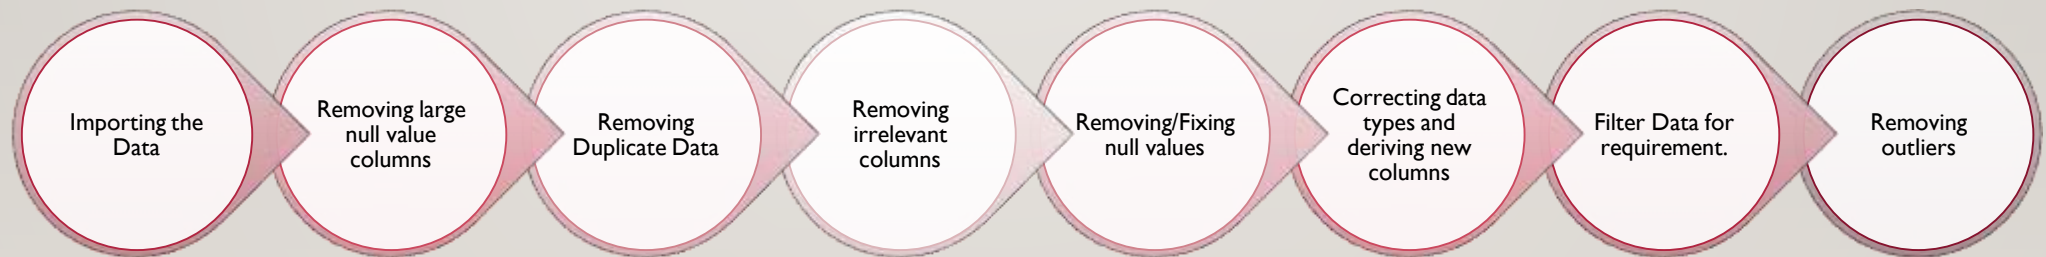 Importing the
Data
Removing large
null value
columns
Removing
Duplicate Data
Removing
irrelevant
columns
Removing/Fixing
null values
Correcting data
types and
deriving new
columns
Filter Data for
requirement.
Removing
outliers